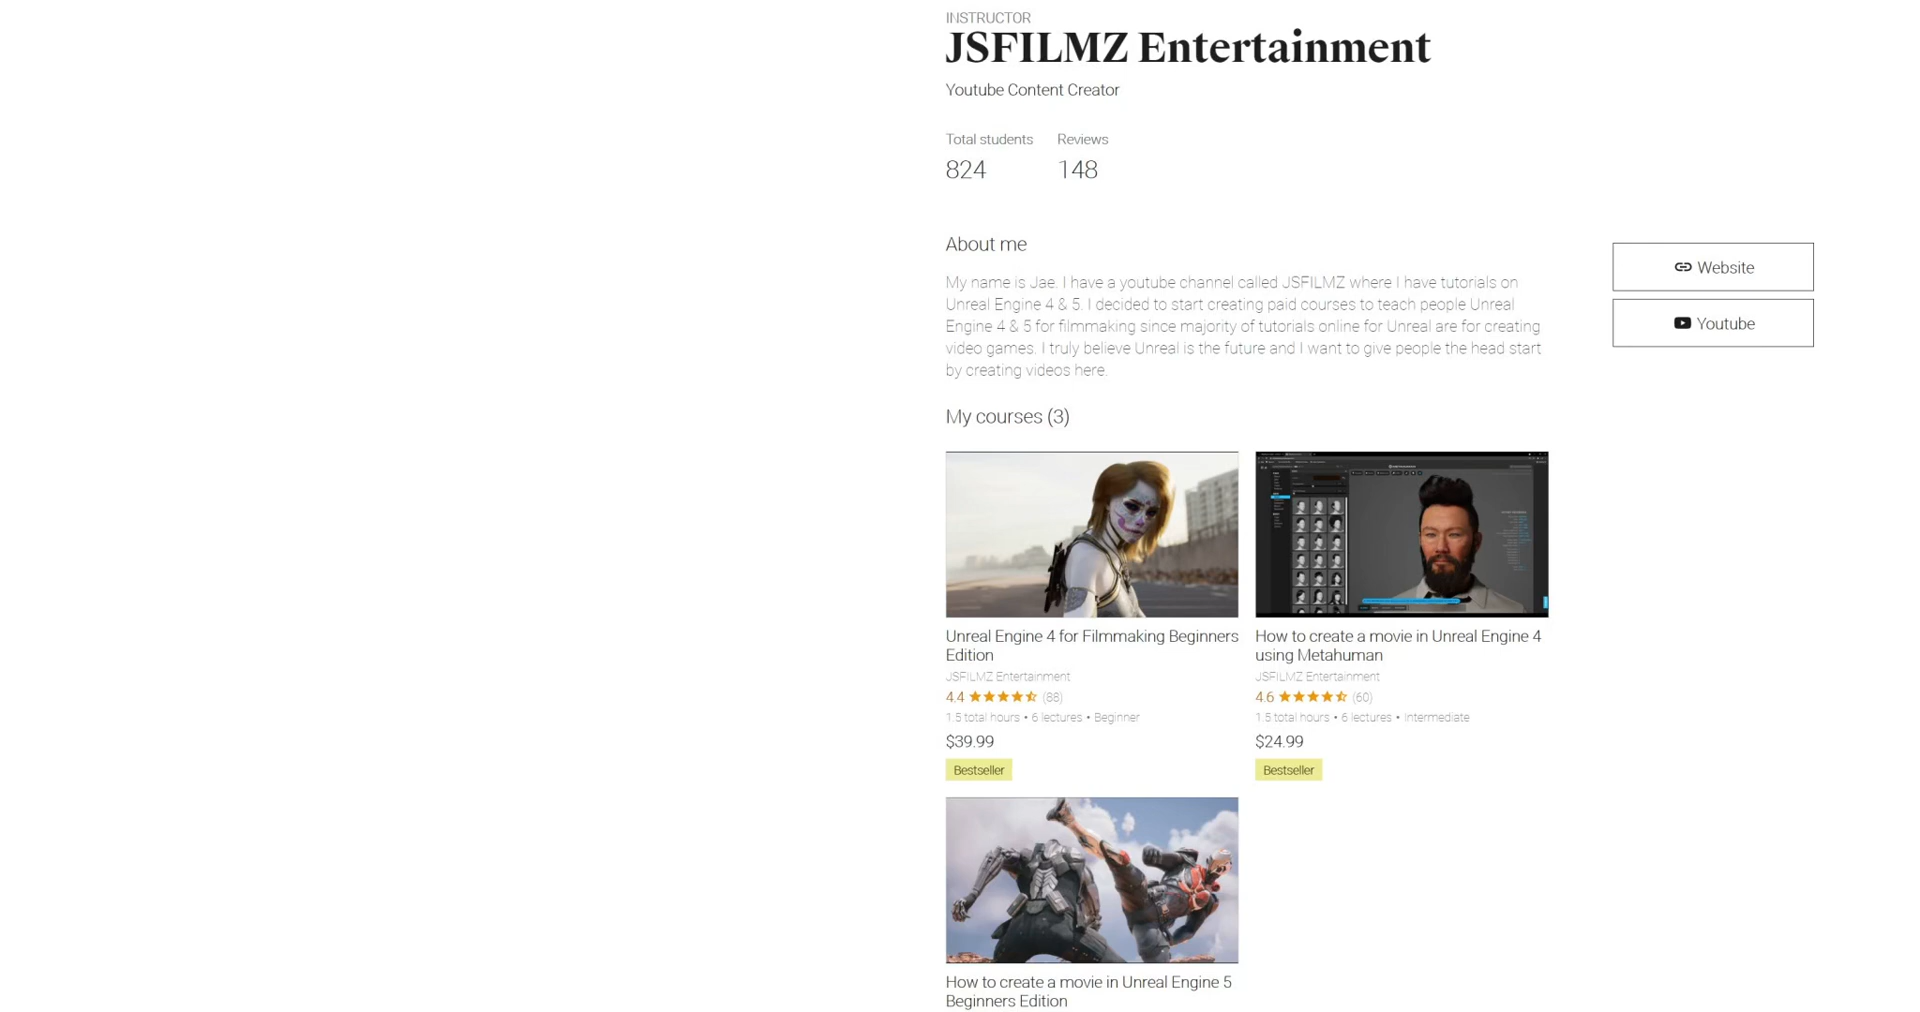 INSTRUCTOR
JSFILMZ Entertainment
Youtube Content Creator
Total students
Reviews
824
148
About me
My name is Jae. I have a youtube channel called JSFILMZ where I have tutorials on
Unreal Engine 4 & 5. I decided to start creating paid courses to teach people Unreal
Engine 4 & 5 for filmmaking since majority of tutorials online for Unreal are for creating
video games. I truly believe Unreal is the future and I want to give people the head start
by creating videos here.
Website
Youtube
My courses (3)
Unreal Engine 4 for Filmmaking Beginners
Edition
JSFILMZ Entertainment
4.4 (88)
1.5 total hours • 6 lectures • Beginner
$39.99
Bestseller
How to create a movie in Unreal Engine 4
using Metahuman
JSFILMZ Entertainment
4.6 (60)
1.5 total hours • 6 lectures • Intermediate
$24.99
Bestseller
How to create a movie in Unreal Engine 5
Beginners Edition